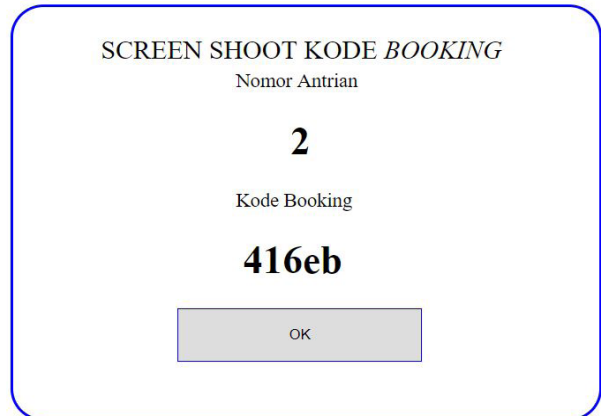 SCREEN SHOOT KODE BOOKING
Nomor Antrian
2
Kode Booking
416eb
OK